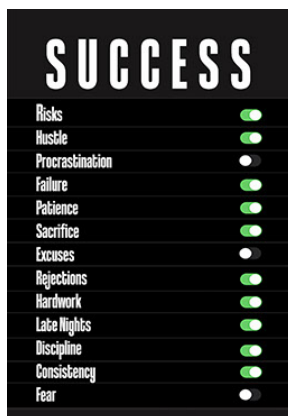 SUCCESS
Risks
Hustle
Procrastination
Failure
Patience
Sacrifice
Excuses
Rejections
Hardwork
Late Nights
Discipline
Consistency
Fear